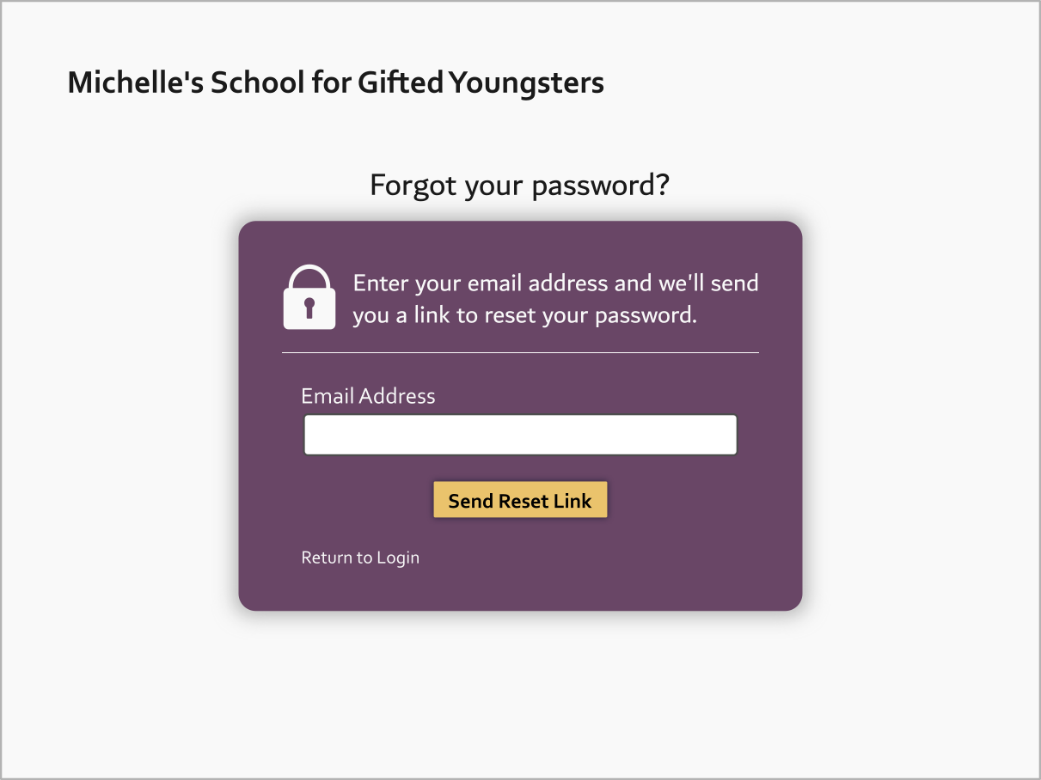 Michelle's School for Gifted Youngsters
Forgot your password?
Enter your email address and we'll send
you a link to reset your password.
Email Address
Send Reset Link
Return to Login